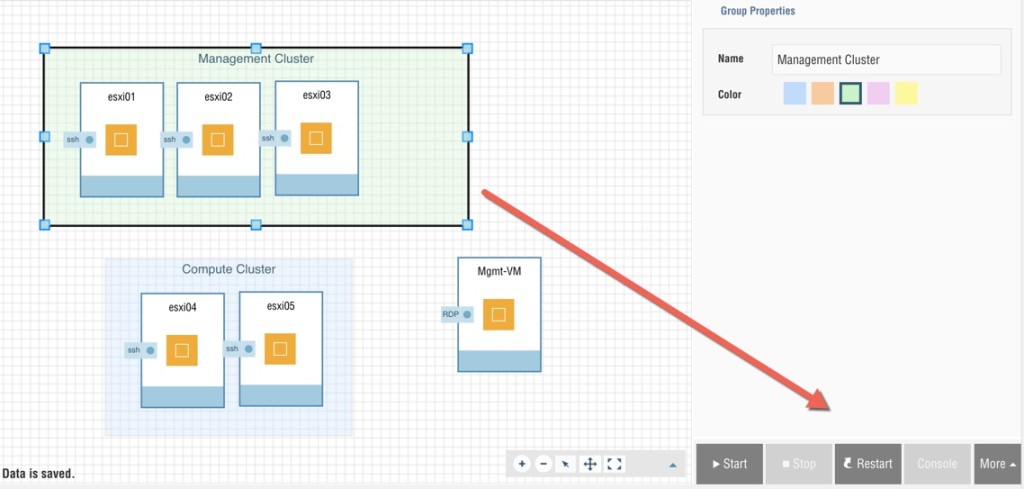 Group Properties
Name Management Cluster
Color
Management Cluster
esxi01 esxi02 esxi03
ssh ssh ssh
Compute Cluster
esxi04 esxi05
ssh ssh
Mgmt-VM
RDP
Data is saved.
Start Stop Restart Console More